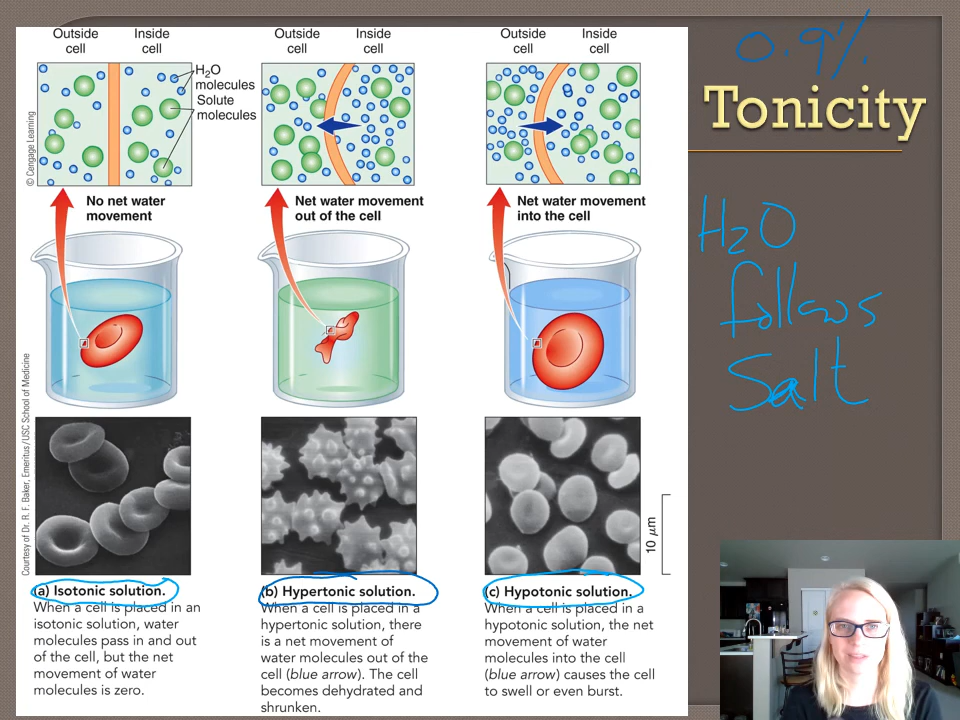 Outside
cell
Inside
cell
Outside
cell
Inside
cell
Outside
cell
Inside
cell
H2O
molecules
Solute
molecules
© Cengage Learning
No net water
movement
Net water movement
out of the cell
Net water movement
into the cell
Courtesy of Dr. R. F. Baker, Emeritus/USC School of Medicine
10 µm
(a) Isotonic solution.
When a cell is placed in an
isotonic solution, water
molecules pass in and out
of the cell, but the net
movement of water
molecules is zero.
(b) Hypertonic solution.
When a cell is placed in a
hypertonic solution, there
is a net movement of
water molecules out of the
cell (blue arrow). The cell
becomes dehydrated and
shrunken.
(c) Hypotonic solution.
When a cell is placed in a
hypotonic solution, the net
movement of water
molecules into the cell
(blue arrow) causes the cell
to swell or even burst.
0.9%
Tonicity
H2O
follows
Salt